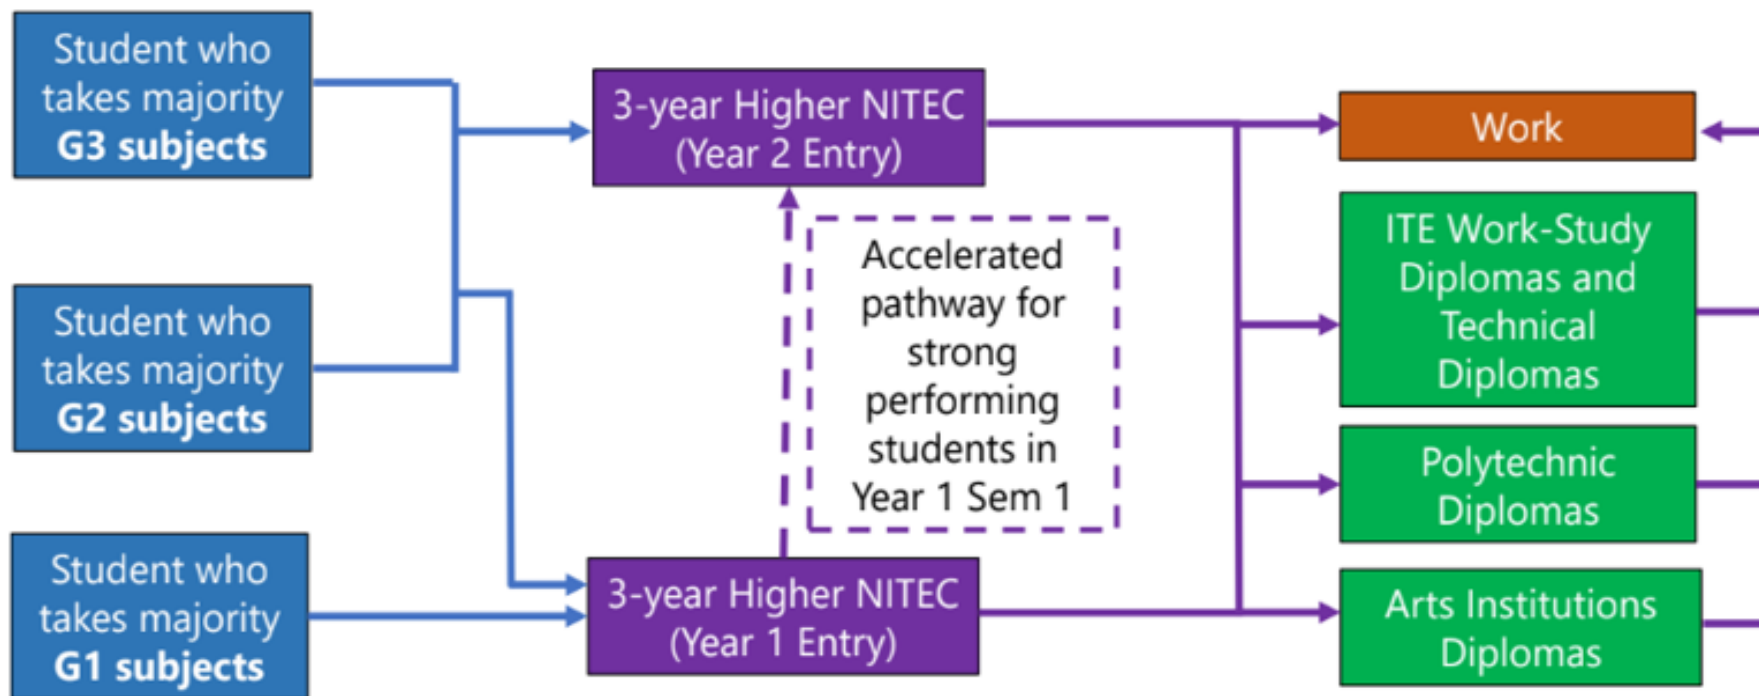 Student who
takes majority
G3 subjects
3-year Higher NITEC
(Year 2 Entry)
Work
Student who
takes majority
G2 subjects
Accelerated
pathway for
strong
performing
students in
Year 1 Sem 1
ITE Work-Study
Diplomas and
Technical
Diplomas
Polytechnic
Diplomas
Student who
takes majority
G1 subjects
3-year Higher NITEC
(Year 1 Entry)
Arts Institutions
Diplomas